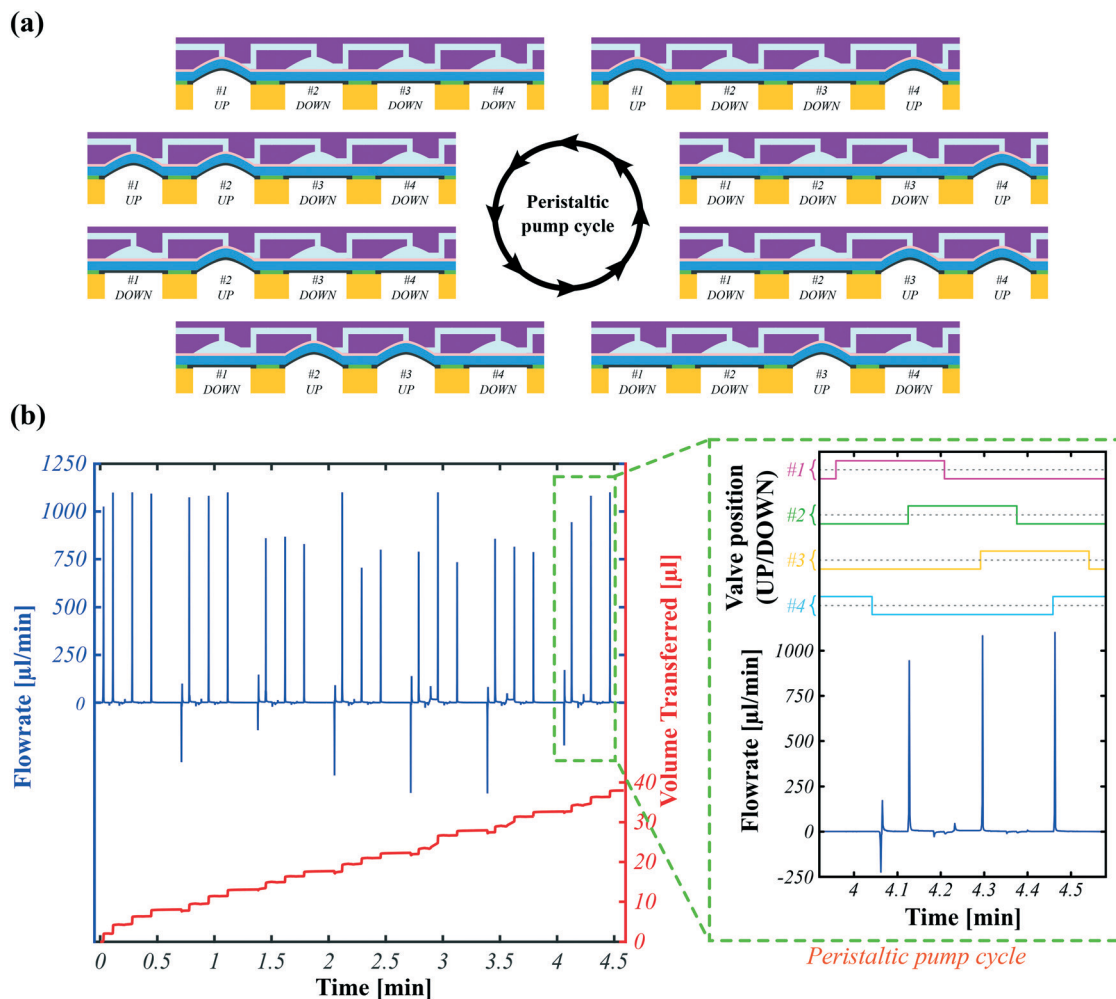 (a)
#1 #2 #3 #4
UP DOWN DOWN DOWN
#1 #2 #3 #4
UP DOWN DOWN UP
#1 #2 #3 #4
UP UP DOWN DOWN
Peristaltic
pump cycle
#1 #2 #3 #4
DOWN DOWN DOWN UP
#1 #2 #3 #4
DOWN UP DOWN DOWN
#1 #2 #3 #4
DOWN DOWN UP UP
#1 #2 #3 #4
DOWN UP UP DOWN
#1 #2 #3 #4
DOWN DOWN UP DOWN
(b)
Flowrate [µl/min]
1250
1000
750
500
250
0
Volume Transferred [µl]
40
30
20
10
0
0 0.5 1 1.5 2 2.5 3 3.5 4 4.5
Time [min]
Valve position
(UP/DOWN)
#1{
#2{
#3{
#4{
Flowrate [µl/min]
1000
750
500
250
0
-250
4 4.1 4.2 4.3 4.4 4.5
Time [min]
Peristaltic pump cycle